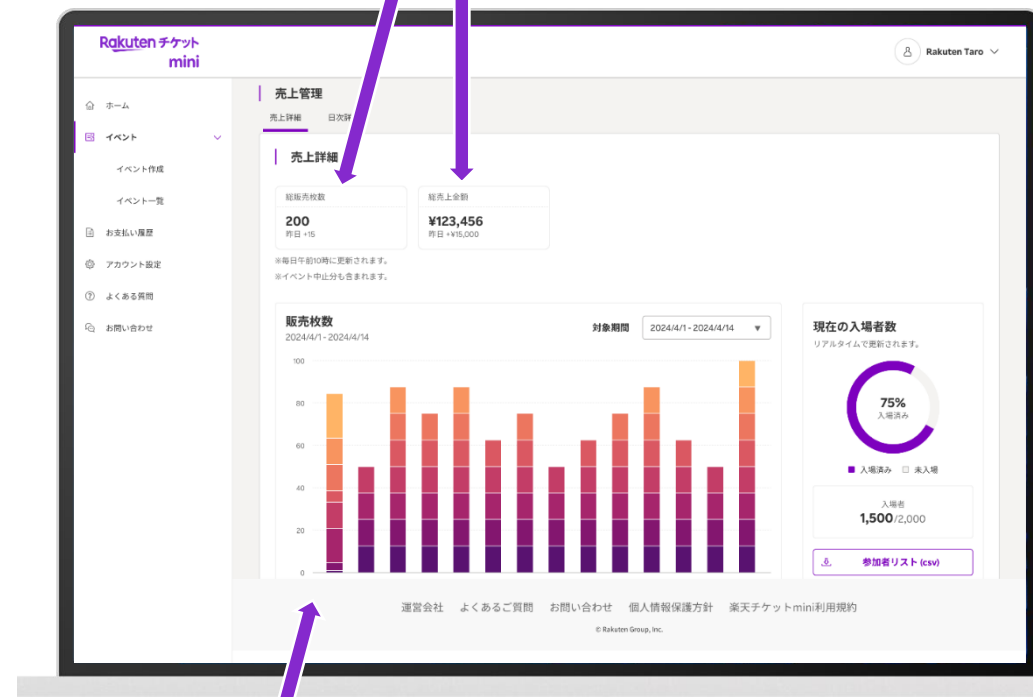 Rakuten チケット
mini
Rakuten Taro
ホーム
イベント
イベント作成
イベント一覧
お支払い履歴
アカウント設定
よくある質問
お問い合わせ
売上管理
売上詳細
日次
売上詳細
総販売枚数
200
昨日 +15
総売上金額
¥123,456
昨日 +¥15,000
※毎日午前10時に更新されます。
※イベント中止分も含まれます。
販売枚数
2024/4/1 - 2024/4/14
対象期間
2024/4/1 - 2024/4/14
100
80
60
40
20
0
現在の入場者数
リアルタイムで更新されます。
75%
入場済み
入場済み 未入場
入場者
1,500/2,000
参加者リスト (csv)
運営会社 よくあるご質問 お問い合わせ 個人情報保護方針 楽天チケットmini利用規約
© Rakuten Group, Inc.